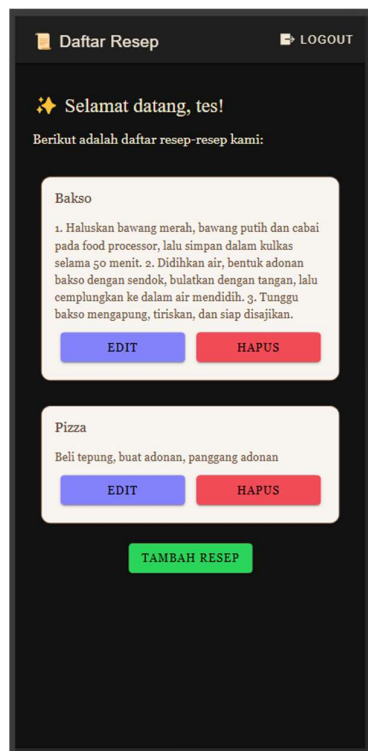 📜 Daftar Resep
LOGOUT
✨ Selamat datang, tes!
Berikut adalah daftar resep-resep kami:
Bakso
1. Haluskan bawang merah, bawang putih dan cabai
pada food processor, lalu simpan dalam kulkas
selama 50 menit. 2. Didihkan air, bentuk adonan
bakso dengan sendok, bulatkan dengan tangan, lalu
cemplungkan ke dalam air mendidih. 3. Tunggu
bakso mengapung, tiriskan, dan siap disajikan.
EDIT
HAPUS
Pizza
Beli tepung, buat adonan, panggang adonan
EDIT
HAPUS
TAMBAH RESEP